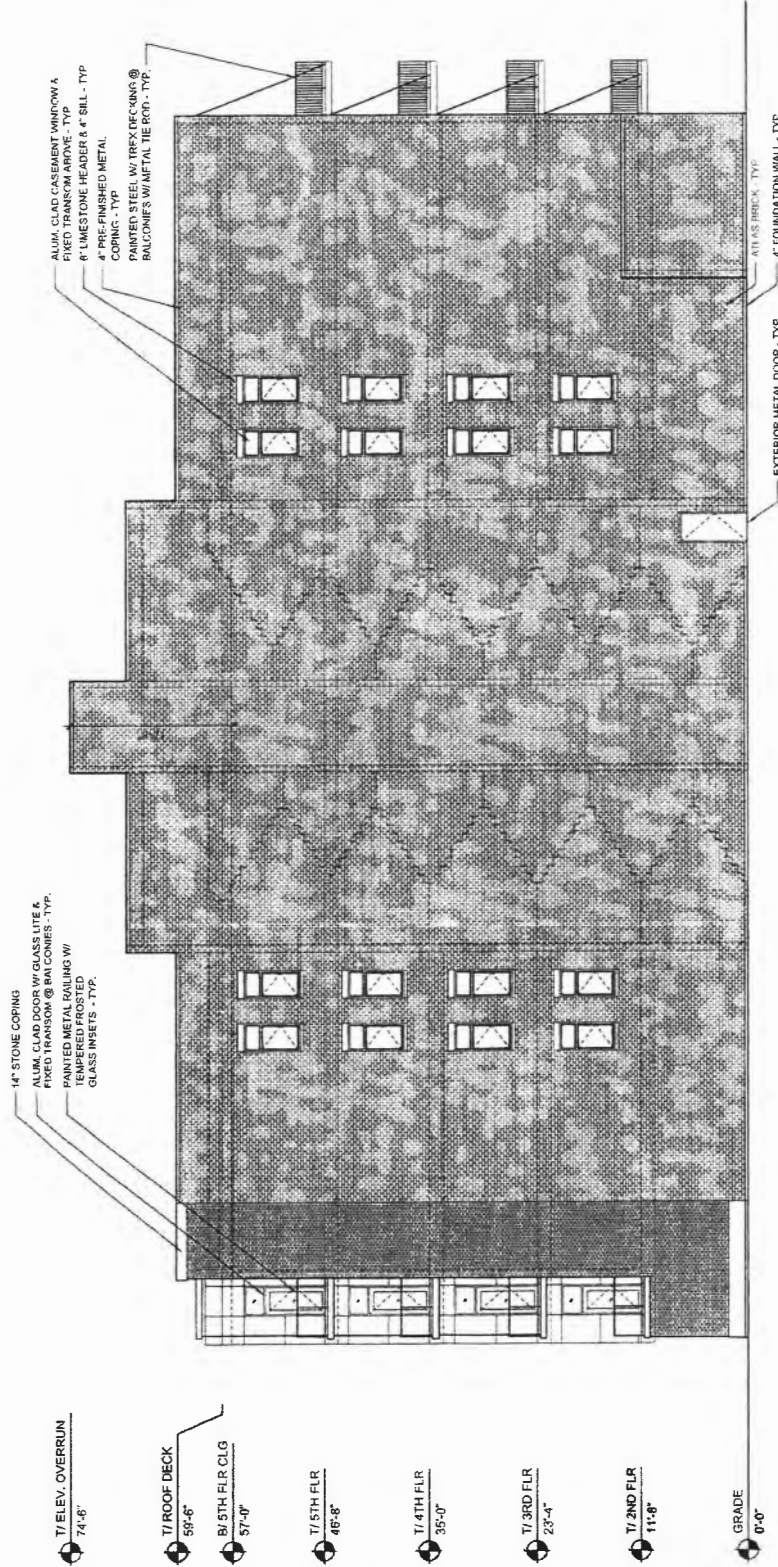 14" STONE COPING
ALUM. CLAD DOOR W/ GLASS LITE &
FIXED TRANSOM @ BALCONIES - TYP.
PAINTED METAL RAILING W/
TEMPERED FROSTED
GLASS INSETS - TYP.
ALUM. CLAD CASEMENT WINDOW &
FIXED TRANSOM ABOVE - TYP
8" LIMESTONE HEADER & 4" SILL - TYP
4" PRE-FINISHED METAL
COPING - TYP
PAINTED STEEL W/ TREX DECKING @
BALCONIES W/ METAL TIE ROD - TYP.
T/ ELEV. OVERRUN
74'-6"
T/ ROOF DECK
59'-6"
B/ 5TH FLR CLG
57'-0"
T/ 5TH FLR
46'-8"
T/ 4TH FLR
35'-0"
T/ 3RD FLR
23'-4"
T/ 2ND FLR
11'-8"
GRADE
0'-0"
ATLAS BRICK TYP
4" FOUNDATION WALL - TYP
EXTERIOR METAL DOOR - TYP